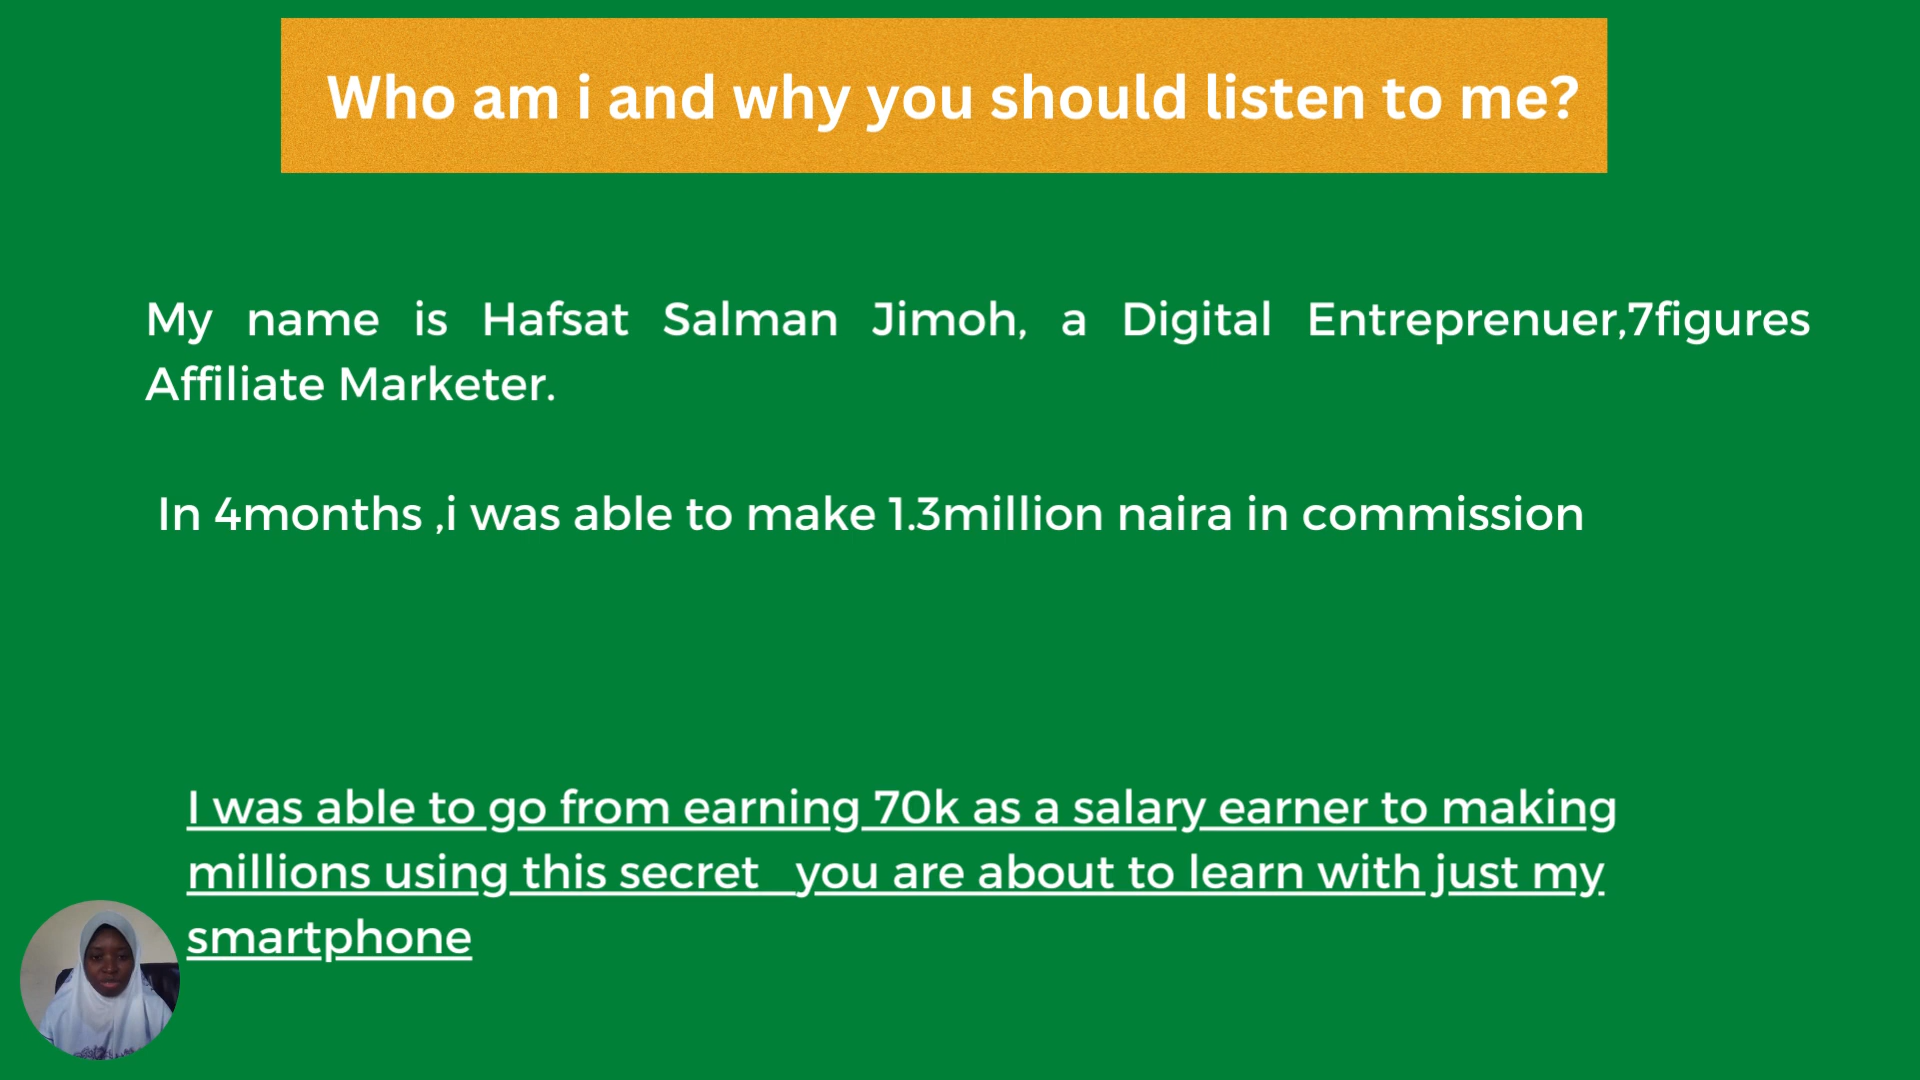 Who am i and why you should listen to me?
My name is Hafsat Salman Jimoh, a Digital Entreprenuer,7figures
Affiliate Marketer.
In 4months ,i was able to make 1.3million naira in commission
I was able to go from earning 70k as a salary earner to making
millions using this secret   you are about to learn with just my
smartphone